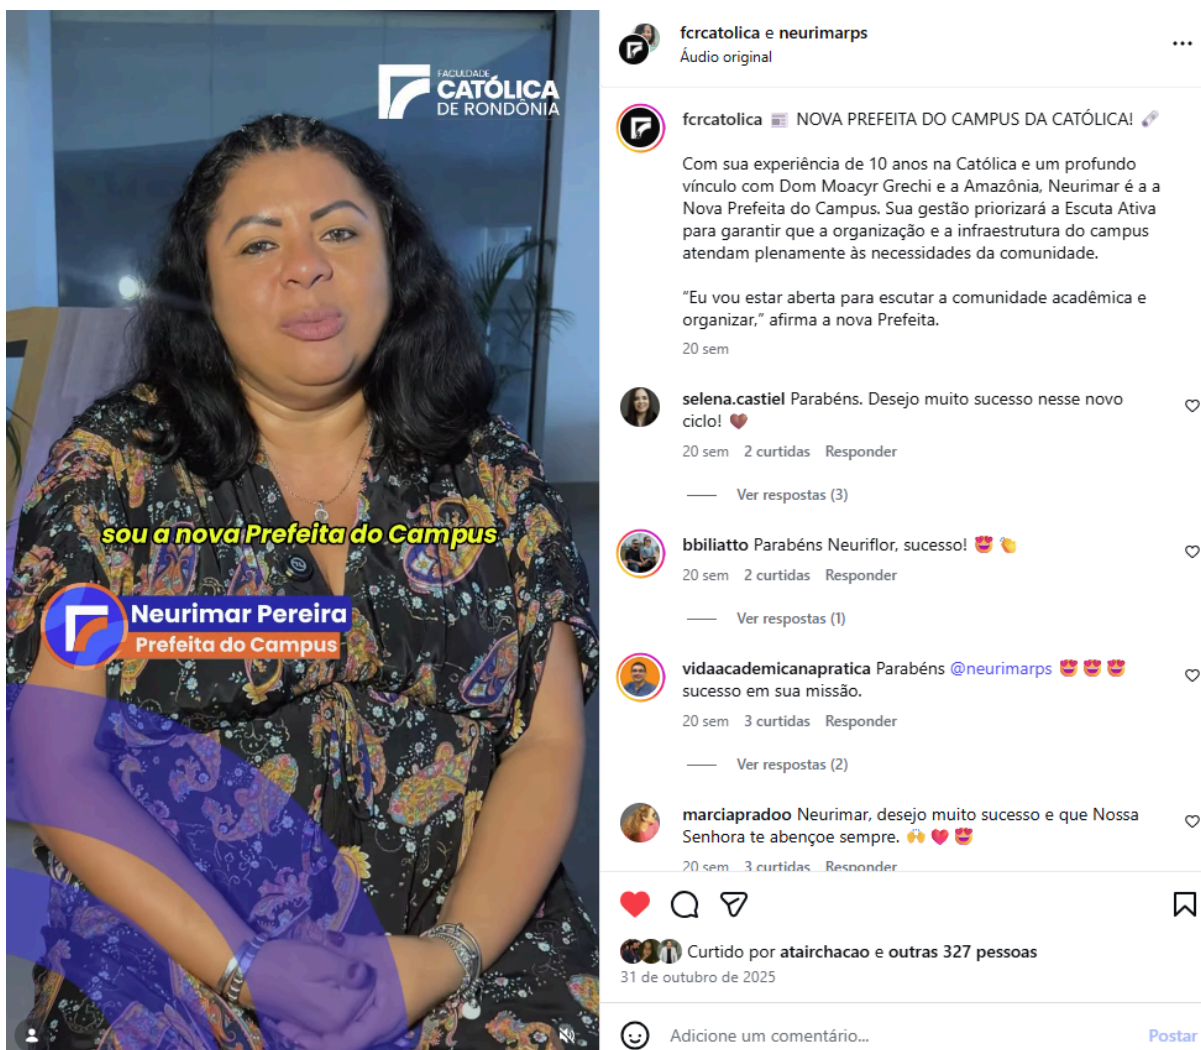 FACULDADE
CATÓLICA
DE RONDÔNIA
sou a nova Prefeita do Campus
Neurimar Pereira
Prefeita do Campus
fcrcatolica e neurimarps
Áudio original
fcrcatolica 📰 NOVA PREFEITA DO CAMPUS DA CATÓLICA! 🗞️
Com sua experiência de 10 anos na Católica e um profundo
vínculo com Dom Moacyr Grechi e a Amazônia, Neurimar é a a
Nova Prefeita do Campus. Sua gestão priorizará a Escuta Ativa
para garantir que a organização e a infraestrutura do campus
atendam plenamente às necessidades da comunidade.
“Eu vou estar aberta para escutar a comunidade acadêmica e
organizar,” afirma a nova Prefeita.
20 sem
selena.castiel Parabéns. Desejo muito sucesso nesse novo
ciclo! 🤎
20 sem 2 curtidas Responder
Ver respostas (3)
bbiliatto Parabéns Neuriflor, sucesso! 😍 👏
20 sem 2 curtidas Responder
Ver respostas (1)
vidaacademicanapratica Parabéns @neurimarps 😍 😍 😍
sucesso em sua missão.
20 sem 3 curtidas Responder
Ver respostas (2)
marciapradoo Neurimar, desejo muito sucesso e que Nossa
Senhora te abençoe sempre. 🙌 ❤️ 😍
20 sem 3 curtidas Responder
Curtido por atairchacao e outras 327 pessoas
31 de outubro de 2025
Adicione um comentário...
Postar